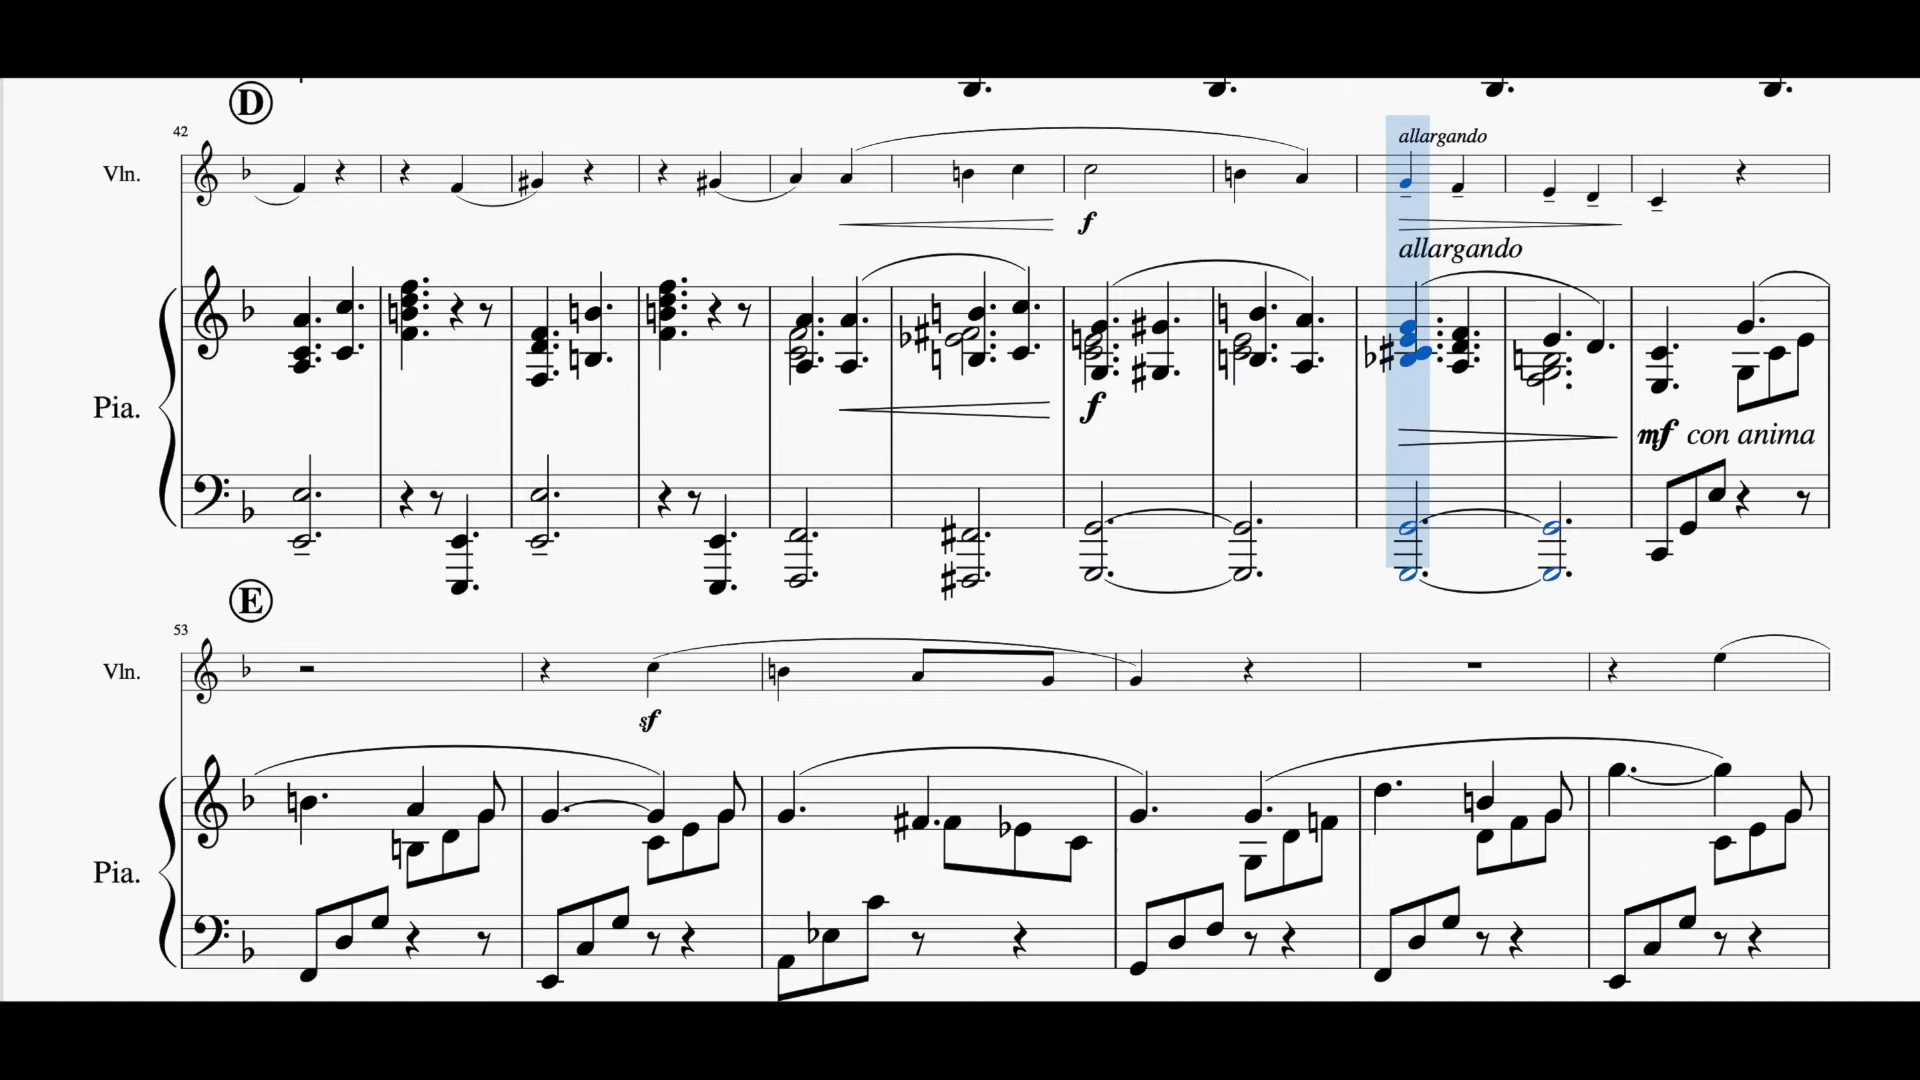 D
42
allargando
Vln.
f
allargando
Pia.
f
mf con anima
E
53
Vln.
sf
Pia.